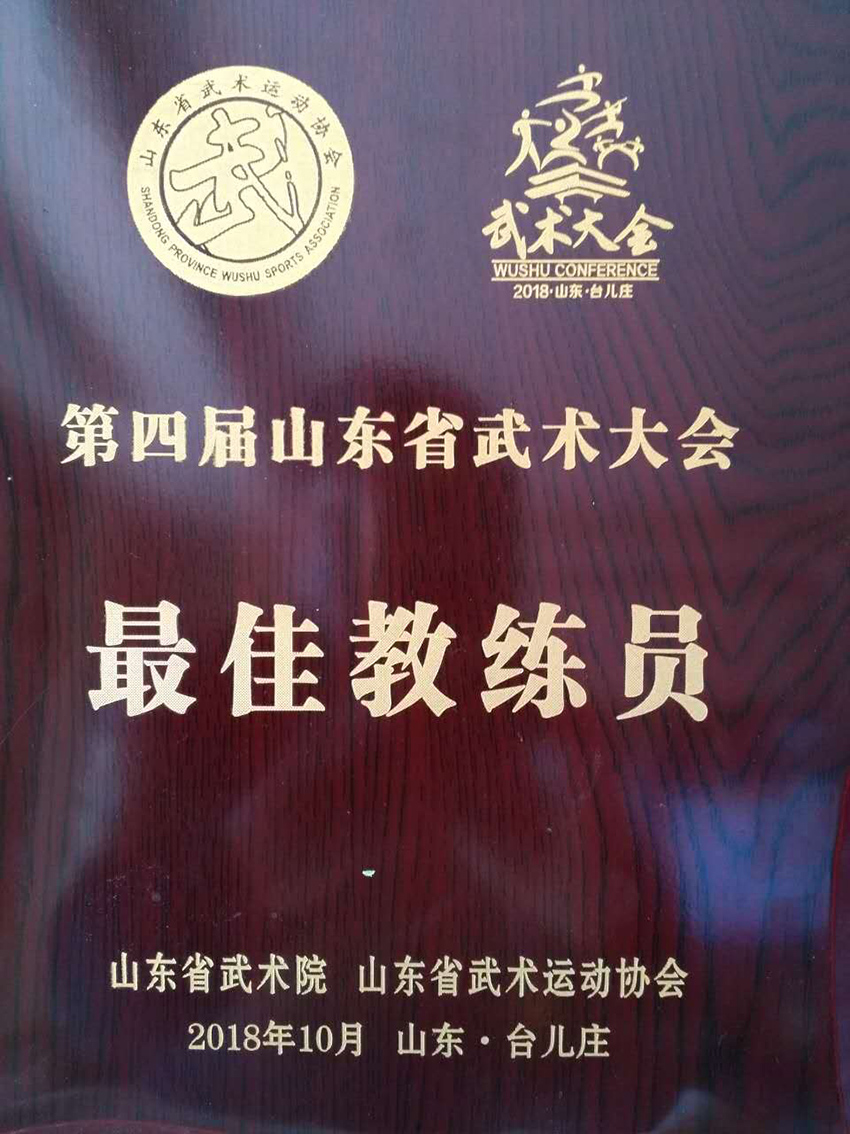 山东省武术运动协会
武
SHANDONG PROVINCE WUSHU SPORTS ASSOCIATION
武术大会
WUSHU CONFERENCE
2018·山东·台儿庄
第四届山东省武术大会
最佳教练员
山东省武术院 山东省武术运动协会
2018年10月 山东·台儿庄